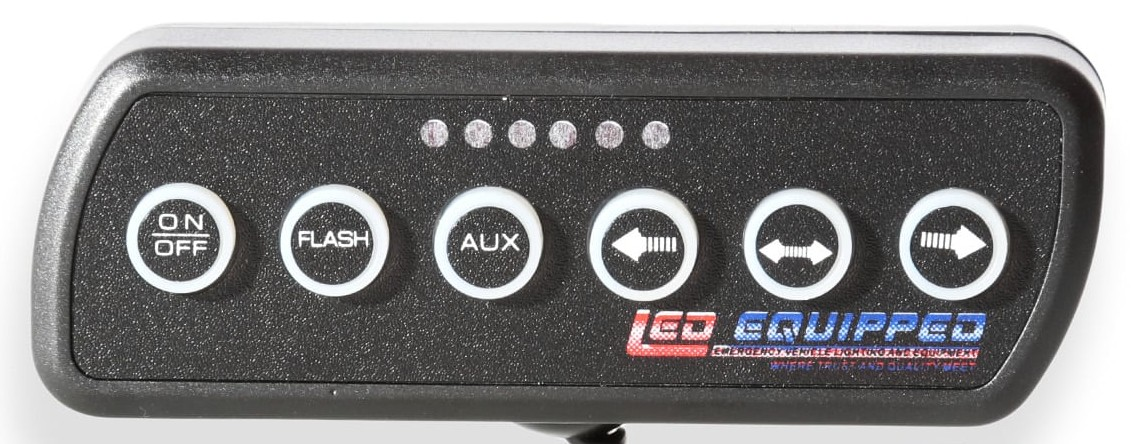 ON
OFF
FLASH
AUX
LED EQUIPPED
EMERGENCY VEHICLE LIGHTING AND EQUIPMENT
WHERE TRUST AND QUALITY MEET